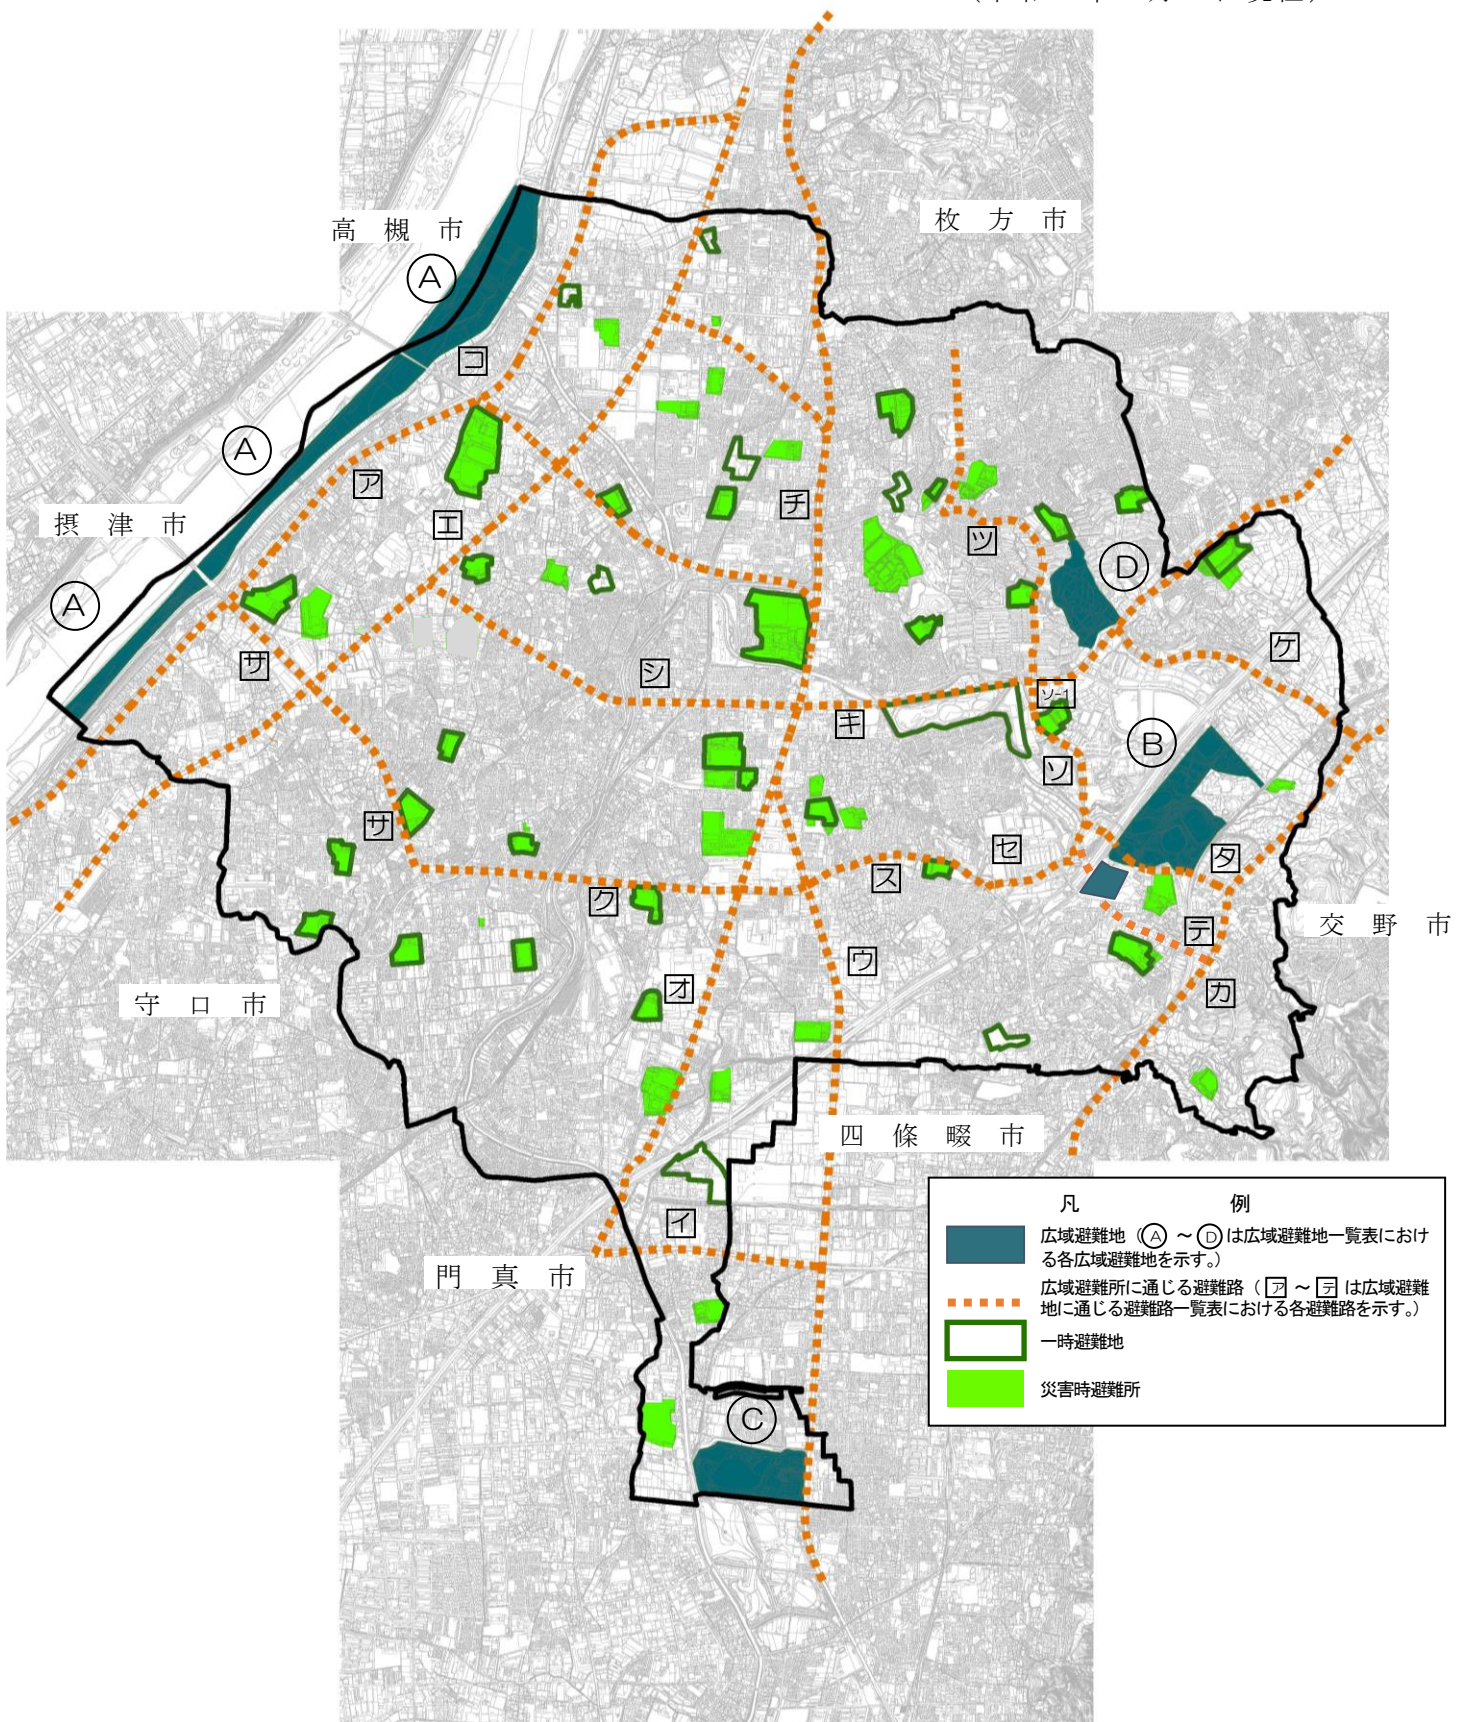 高槻市
枚方市
Ⓐ
コ
Ⓐ
ア
エ
チ
摂津市
ツ
Ⓓ
Ⓐ
サ
シ
ケ
ソ-1
キ
Ⓑ
ソ
サ
セ
タ
ス
ク
テ
交野市
ウ
オ
カ
守口市
四條畷市
イ
門真市
Ⓒ
凡例
広域避難地（Ⓐ ～ Ⓓは広域避難地一覧表におけ
る各広域避難地を示す。）
広域避難所に通じる避難路（ア ～ テ は広域避難
地に通じる避難路一覧表における各避難路を示す。）
一時避難地
災害時避難所